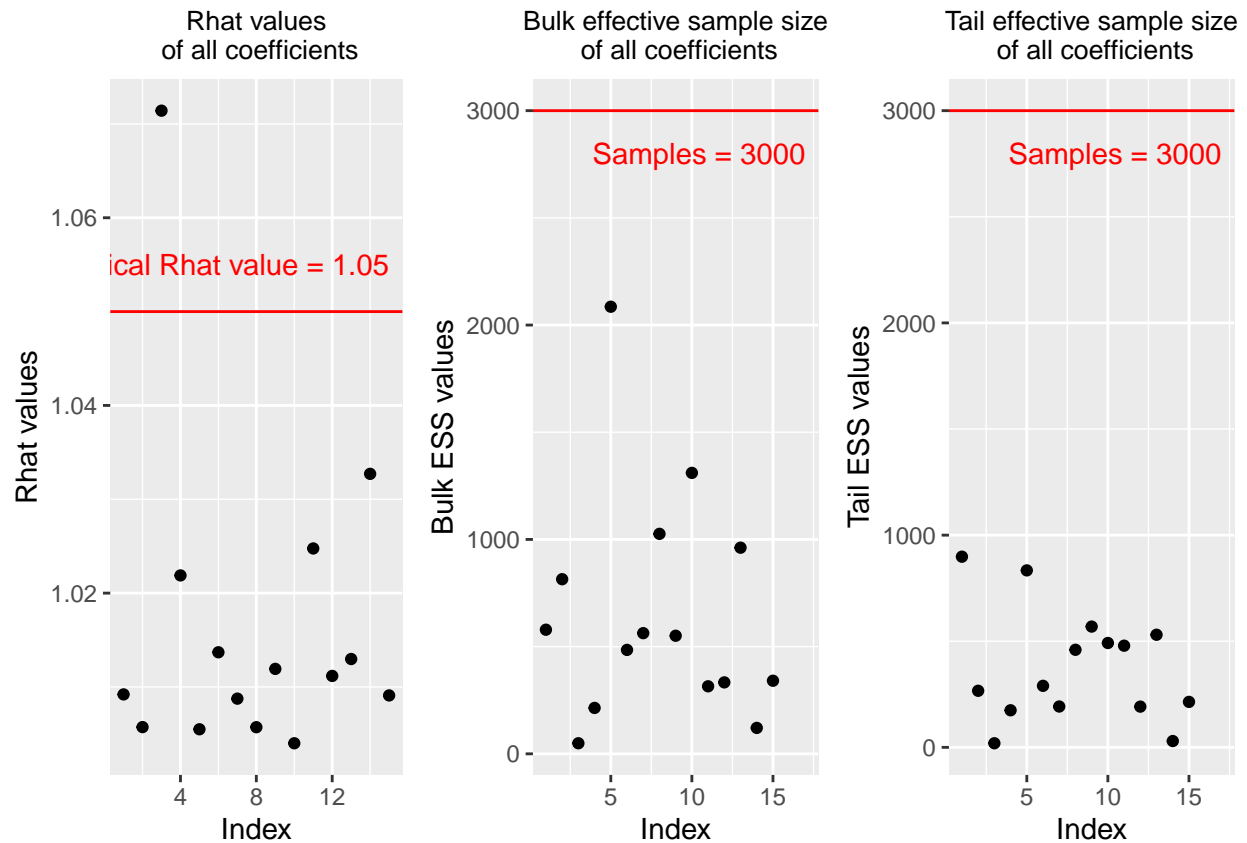 Rhat values
of all coefficients
Rhat values
1.06
1.04
1.02
ical Rhat value = 1.05
4 8 12
Index
Bulk effective sample size
of all coefficients
Bulk ESS values
3000
2000
1000
0
Samples = 3000
5 10 15
Index
Tail effective sample size
of all coefficients
Tail ESS values
3000
2000
1000
0
Samples = 3000
5 10 15
Index